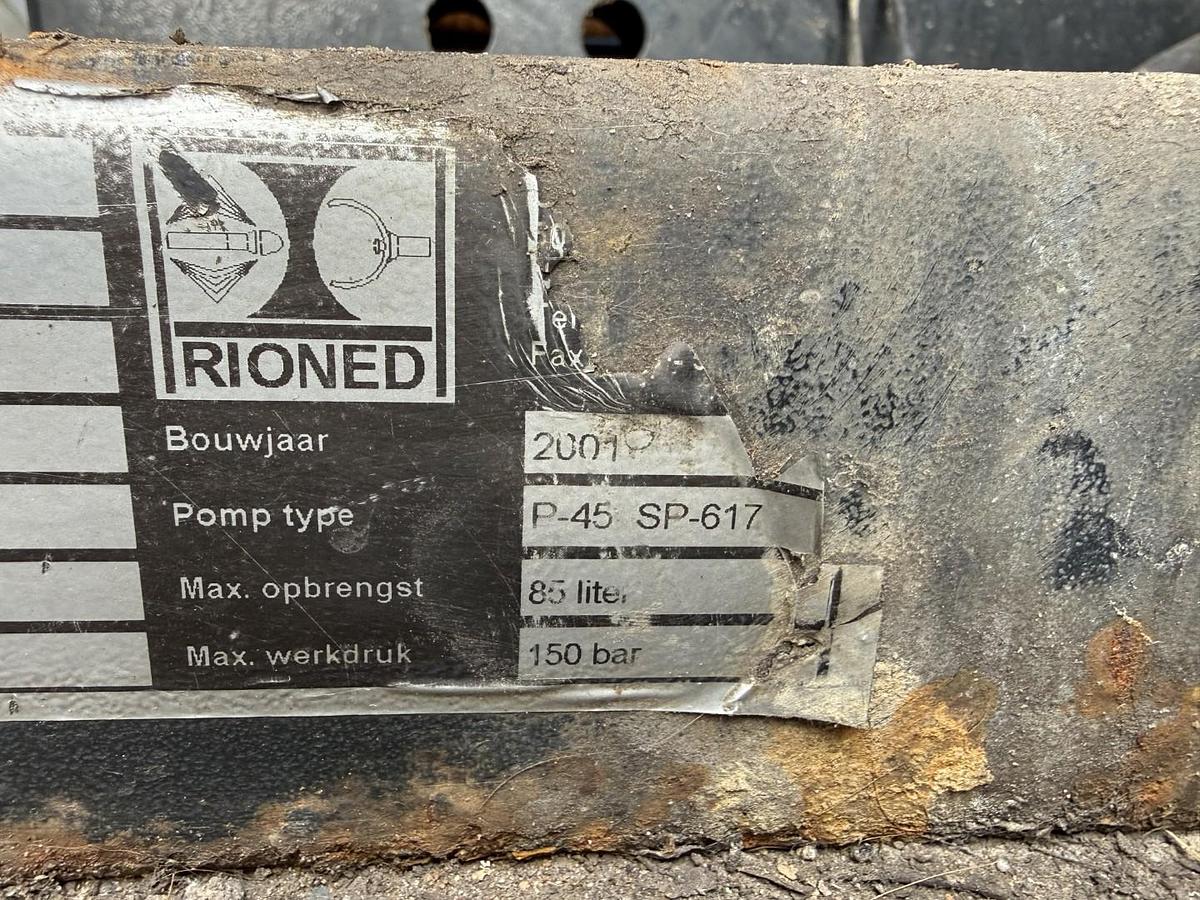 RIONED
Fax
Bouwjaar 2001
Pomp type P-45 SP-617
Max. opbrengst 85 liter
Max. werkdruk 150 bar